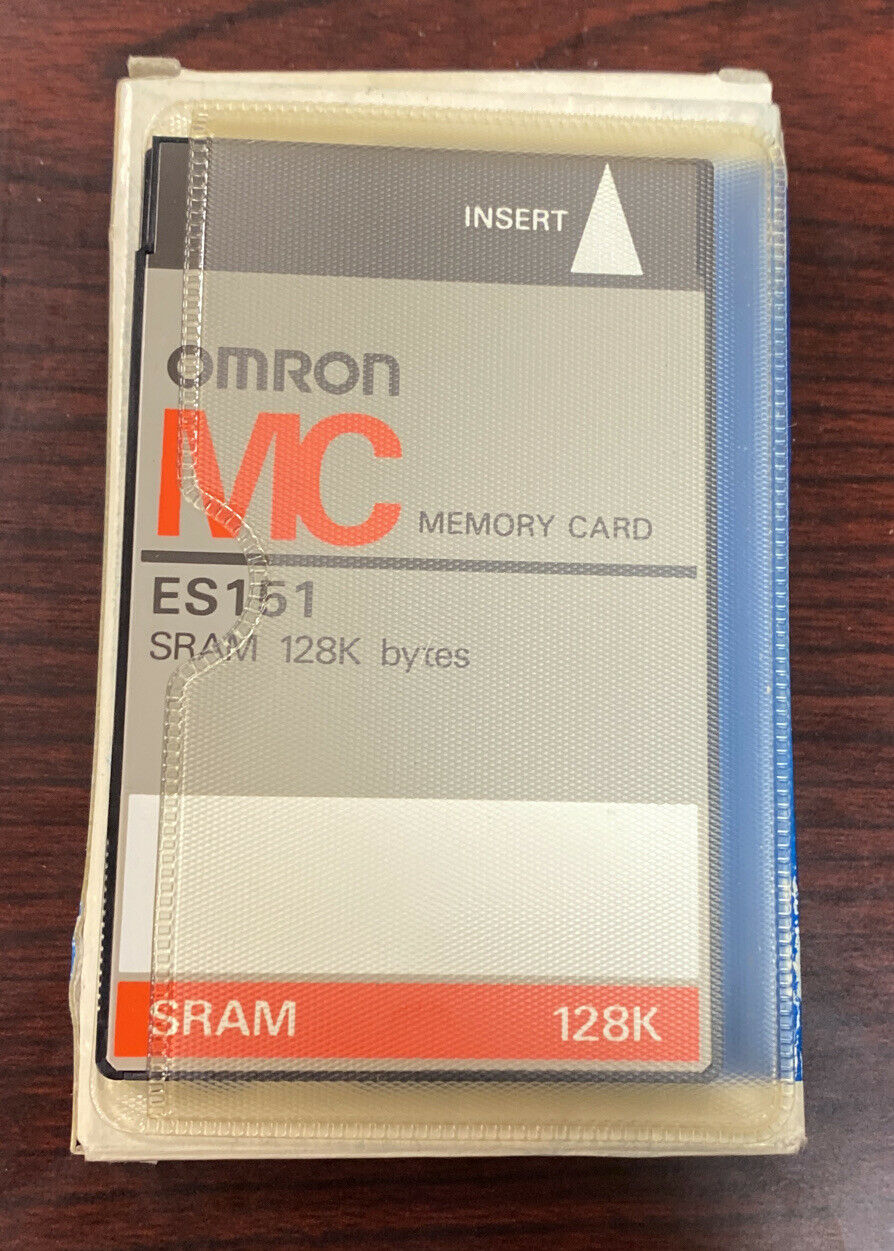 INSERT
OMRON
MC MEMORY CARD
ES151
SRAM 128K bytes
SRAM 128K